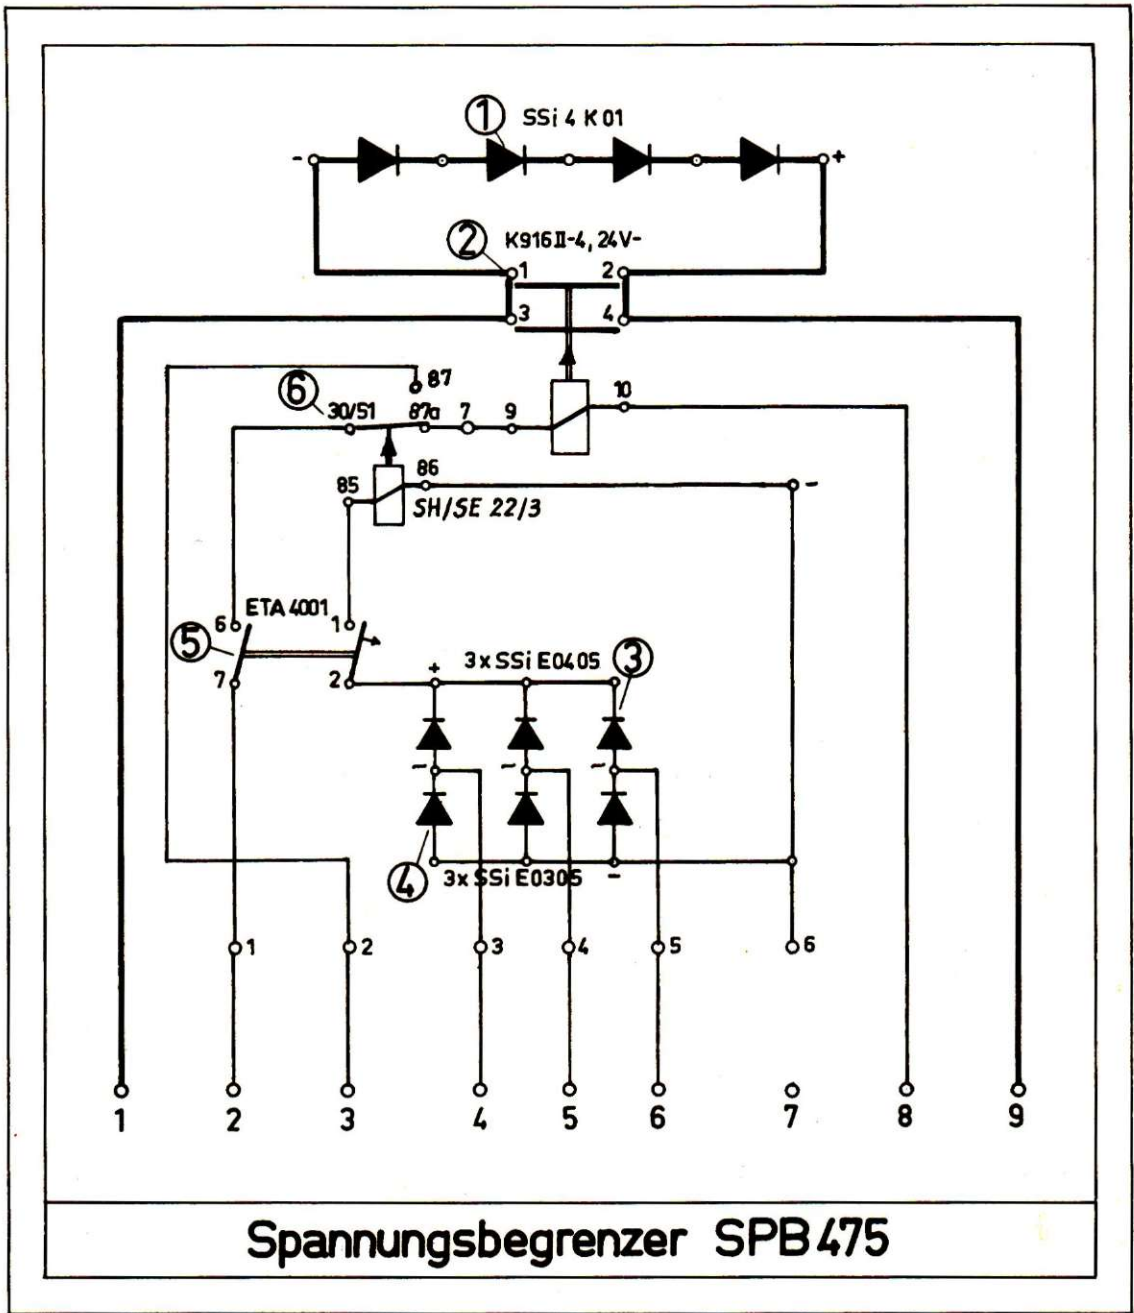 1 SSi 4 K 01
- +
2 K916 II-4, 24V-
1 2
3 4
87
6 30/51 87a 7 9 10
85 86 -
SH/SE 22/3
ETA 4001
6 1
5
7 2
+ 3 x SSi E0405 3
~ ~ ~
4 3x SSi E0305 -
1 2 3 4 5 6
1 2 3 4 5 6 7 8 9
Spannungsbegrenzer SPB 475